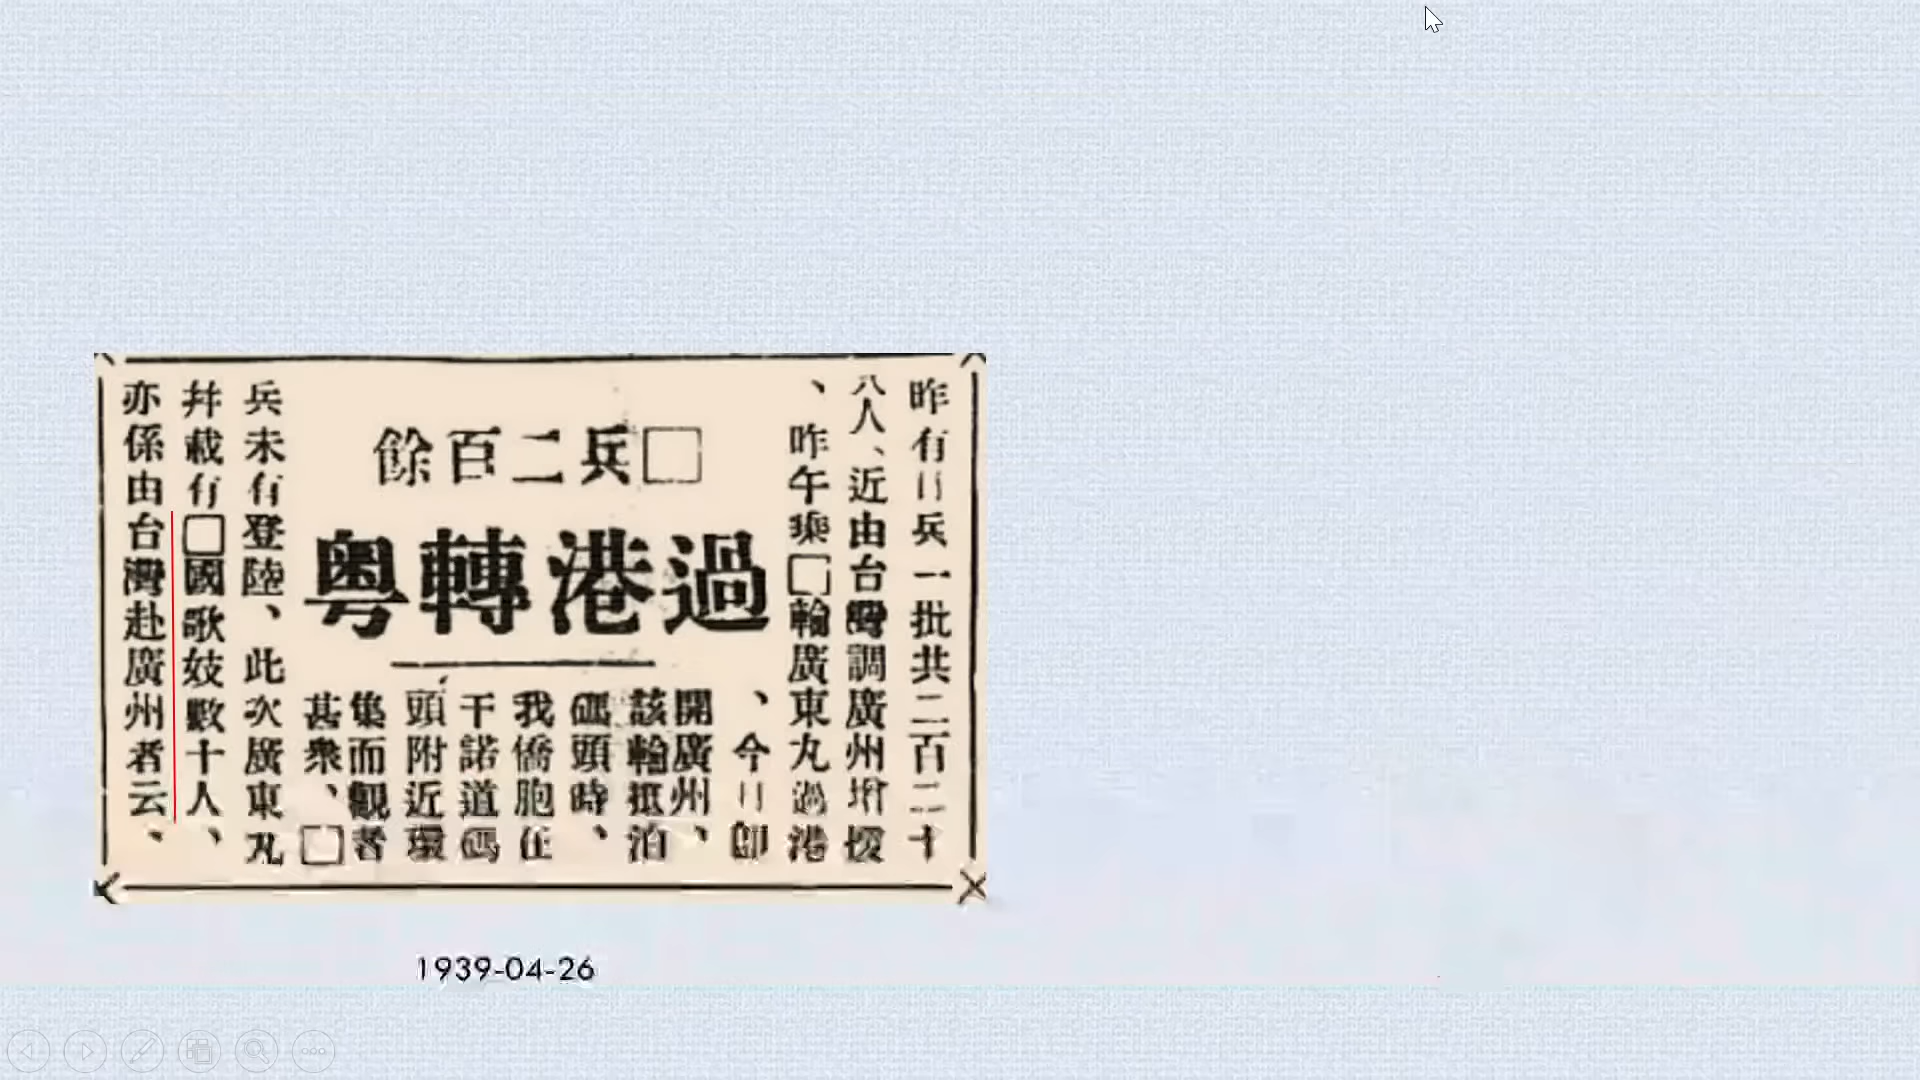 □兵二百餘
過港轉粵
昨有日兵一批共二百二十
八人、近由台灣調廣州增援
、昨午乘□輪廣東丸過港
、今日即
開廣州、
該輪抵泊
碼頭時、
我僑胞在
干諾道碼
頭附近環
集而觀者
甚衆、□
兵未有登陸、此次廣東丸
幷載有□國歌妓數十人、
亦係由台灣赴廣州者云、
1939-04-26